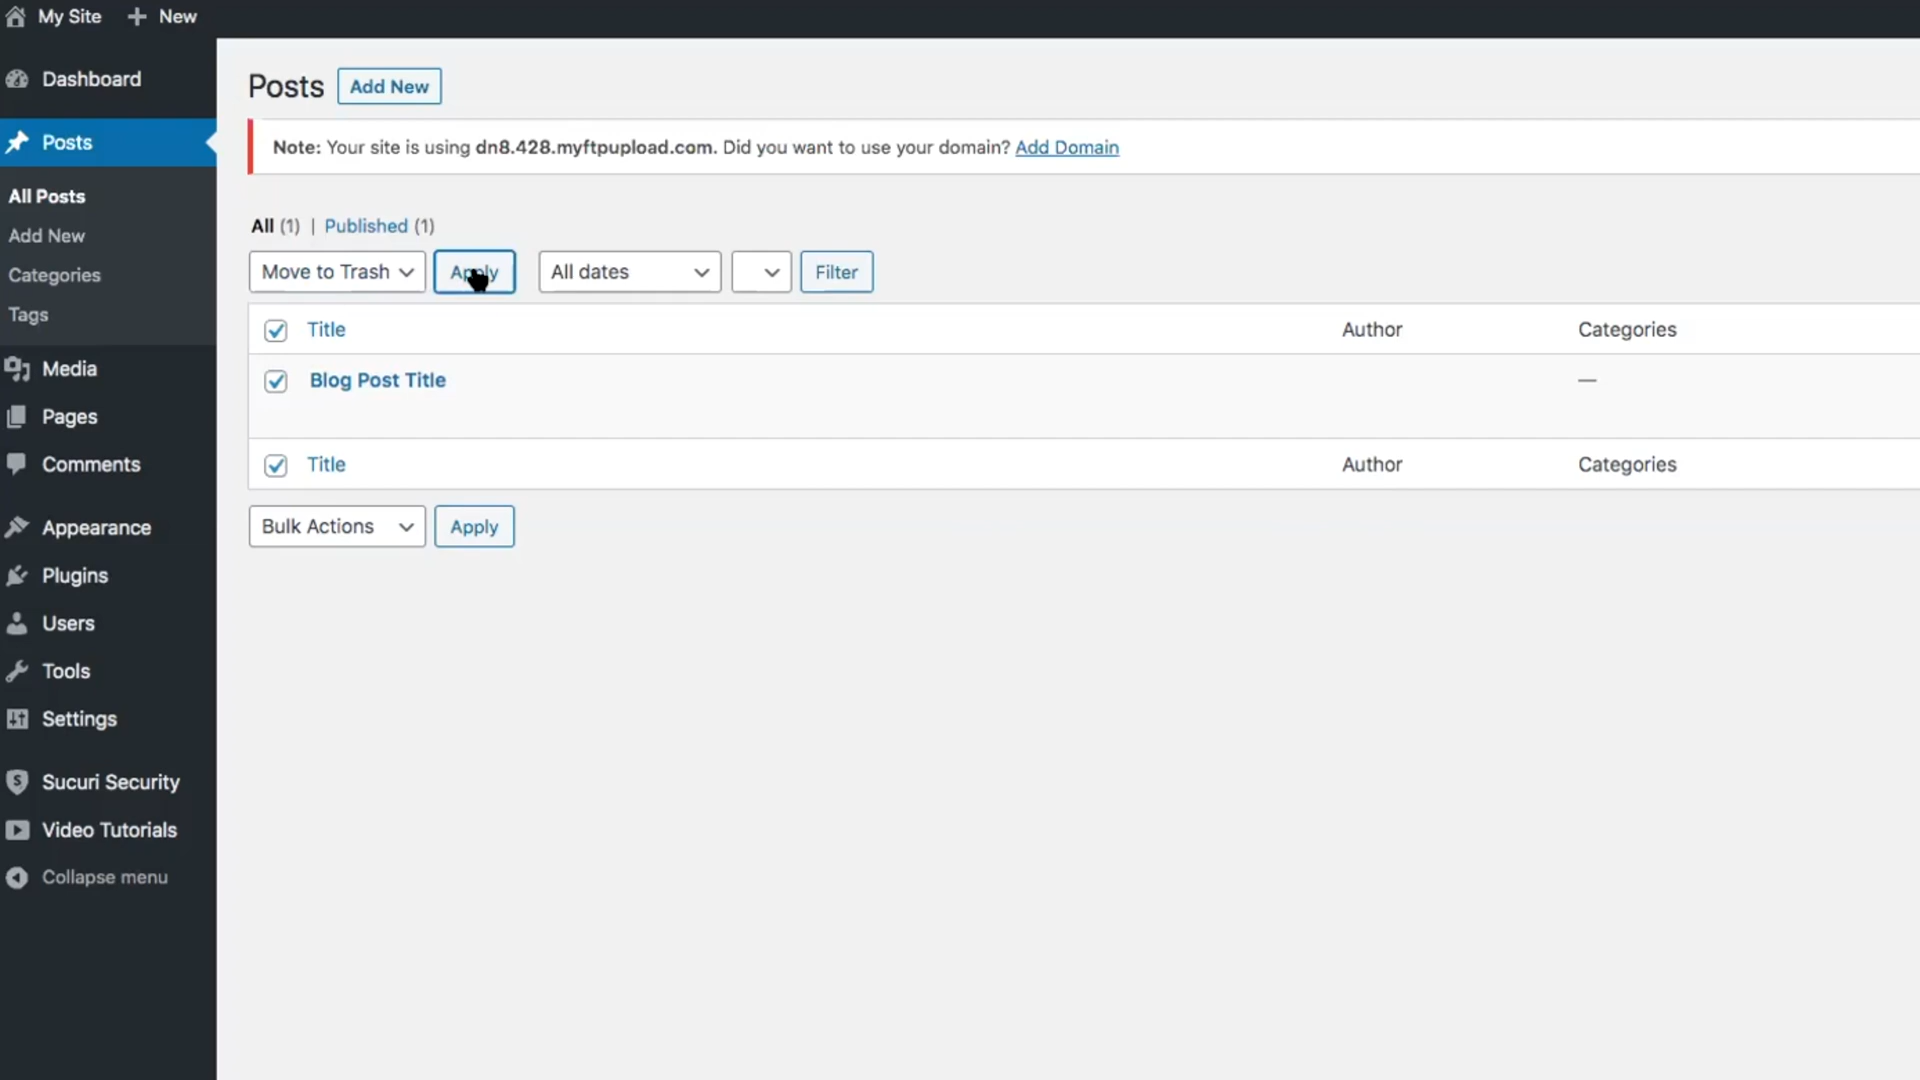 My Site + New
Dashboard
Posts
All Posts
Add New
Categories
Tags
Media
Pages
Comments
Appearance
Plugins
Users
Tools
Settings
Sucuri Security
Video Tutorials
Collapse menu
Posts Add New
Note: Your site is using dn8.428.myftpupload.com. Did you want to use your domain? Add Domain
All (1) | Published (1)
Move to Trash Apply All dates Filter
Title Author Categories
Blog Post Title —
Title Author Categories
Bulk Actions Apply